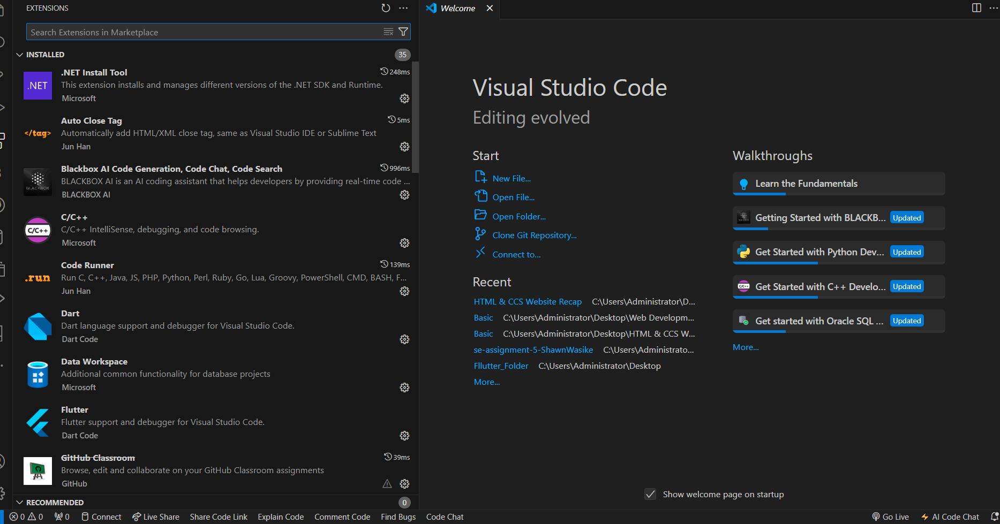 EXTENSIONS
Search Extensions in Marketplace
INSTALLED 35
.NET
.NET Install Tool 248ms
This extension installs and manages different versions of the .NET SDK and Runtime.
Microsoft
</tag>
Auto Close Tag 5ms
Automatically add HTML/XML close tag, same as Visual Studio IDE or Sublime Text
Jun Han
BLACKBOX
Blackbox AI Code Generation, Code Chat, Code Search 996ms
BLACKBOX AI is an AI coding assistant that helps developers by providing real-time code ...
BLACKBOX AI
C/C++
C/C++
C/C++ IntelliSense, debugging, and code browsing.
Microsoft
.run
Code Runner 139ms
Run C, C++, Java, JS, PHP, Python, Perl, Ruby, Go, Lua, Groovy, PowerShell, CMD, BASH, F...
Jun Han
Dart
Dart language support and debugger for Visual Studio Code.
Dart Code
Data Workspace
Additional common functionality for database projects
Microsoft
Flutter
Flutter support and debugger for Visual Studio Code.
Dart Code
GitHub Classroom 39ms
Browse, edit and collaborate on your GitHub Classroom assignments
GitHub
RECOMMENDED 0
Welcome
Visual Studio Code
Editing evolved
Start
New File...
Open File...
Open Folder...
Clone Git Repository...
Connect to...
Recent
HTML & CCS Website Recap C:\Users\Administrator\D...
Basic C:\Users\Administrator\Desktop\Web Developm...
Basic C:\Users\Administrator\Desktop\HTML & CCS W...
se-assignment-5-ShawnWasike C:\Users\Administrato...
Fllutter_Folder C:\Users\Administrator\Desktop
More...
Walkthroughs
Learn the Fundamentals
Getting Started with BLACKB... Updated
Get Started with Python Dev... Updated
C/C++ Get Started with C++ Develo... Updated
Get started with Oracle SQL ... Updated
More...
Show welcome page on startup
0 0 0 Connect Live Share Share Code Link Explain Code Comment Code Find Bugs Code Chat Go Live AI Code Chat